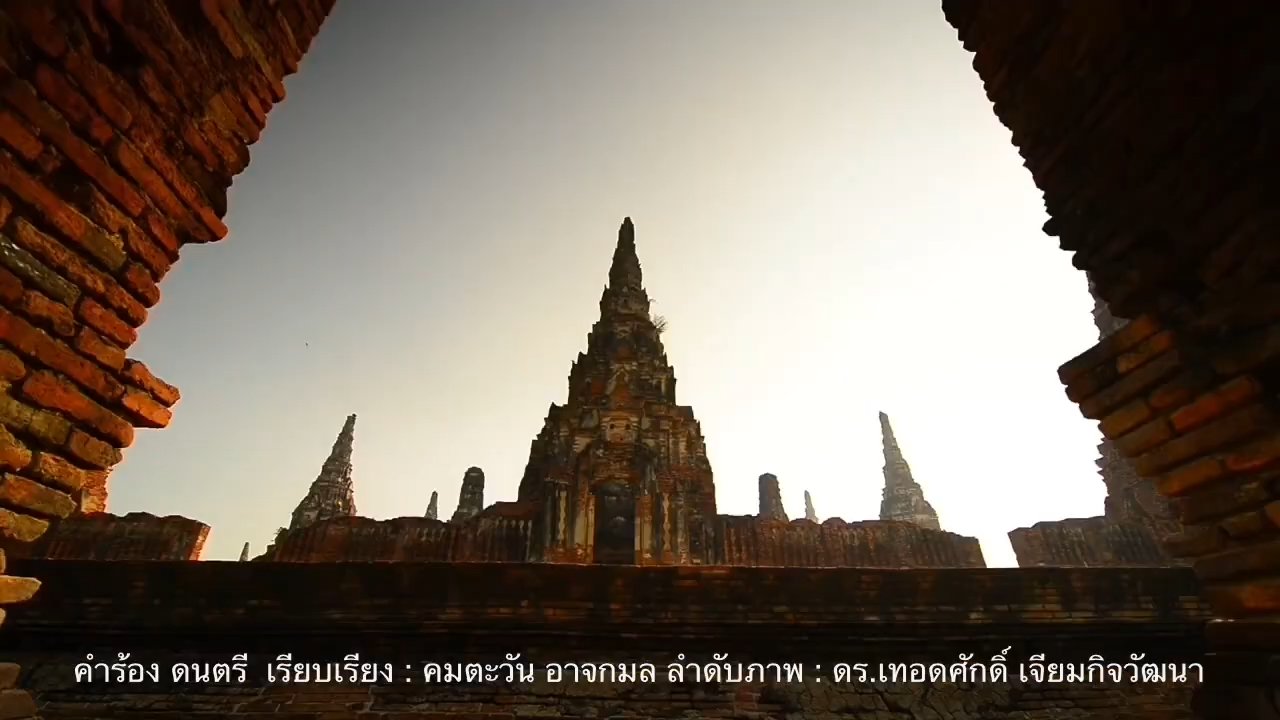 คำร้อง ดนตรี  เรียบเรียง : คมตะวัน อาจกมล ลำดับภาพ : ดร.เทอดศักดิ์ เจียมกิจวัฒนา